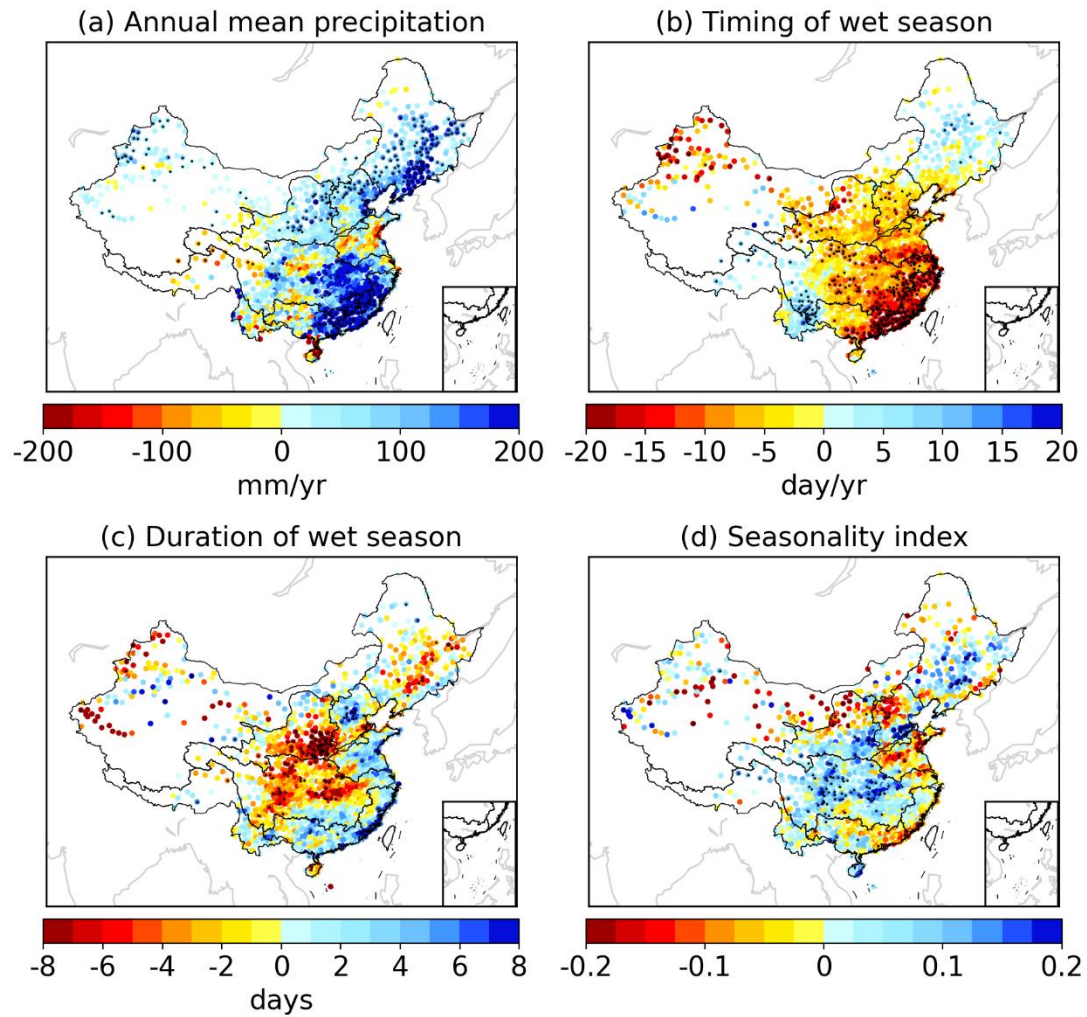 (a) Annual mean precipitation
(b) Timing of wet season
-200 -100 0 100 200
mm/yr
-20 -15 -10 -5 0 5 10 15 20
day/yr
(c) Duration of wet season
(d) Seasonality index
-8 -6 -4 -2 0 2 4 6 8
days
-0.2 -0.1 0 0.1 0.2